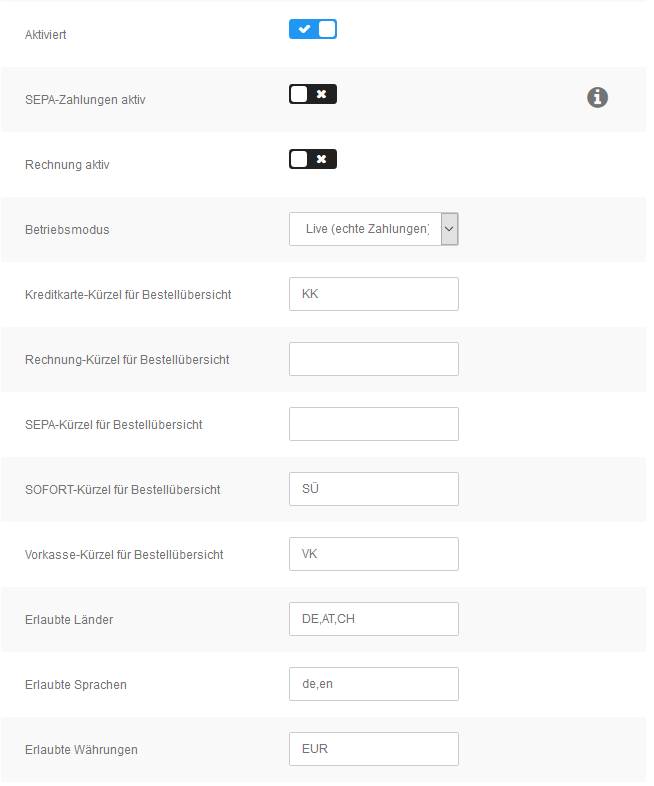 Aktiviert
SEPA-Zahlungen aktiv
Rechnung aktiv
Betriebsmodus Live (echte Zahlungen)
Kreditkarte-Kürzel für Bestellübersicht KK
Rechnung-Kürzel für Bestellübersicht
SEPA-Kürzel für Bestellübersicht
SOFORT-Kürzel für Bestellübersicht SÜ
Vorkasse-Kürzel für Bestellübersicht VK
Erlaubte Länder DE,AT,CH
Erlaubte Sprachen de,en
Erlaubte Währungen EUR